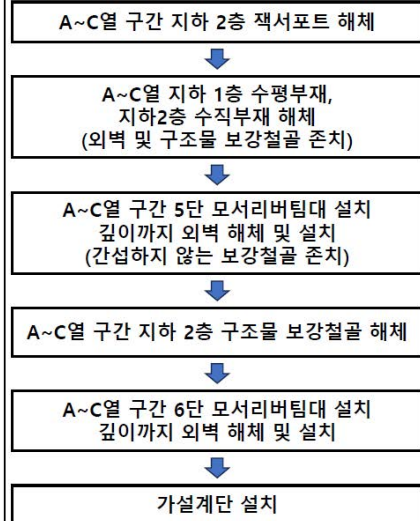 A~C열 구간 지하 2층 잭서포트 해체
A~C열 지하 1층 수평부재,
지하2층 수직부재 해체
(외벽 및 구조물 보강철골 존치)
A~C열 구간 5단 모서리버팀대 설치
깊이까지 외벽 해체 및 설치
(간섭하지 않는 보강철골 존치)
A~C열 구간 지하 2층 구조물 보강철골 해체
A~C열 구간 6단 모서리버팀대 설치
깊이까지 외벽 해체 및 설치
가설계단 설치